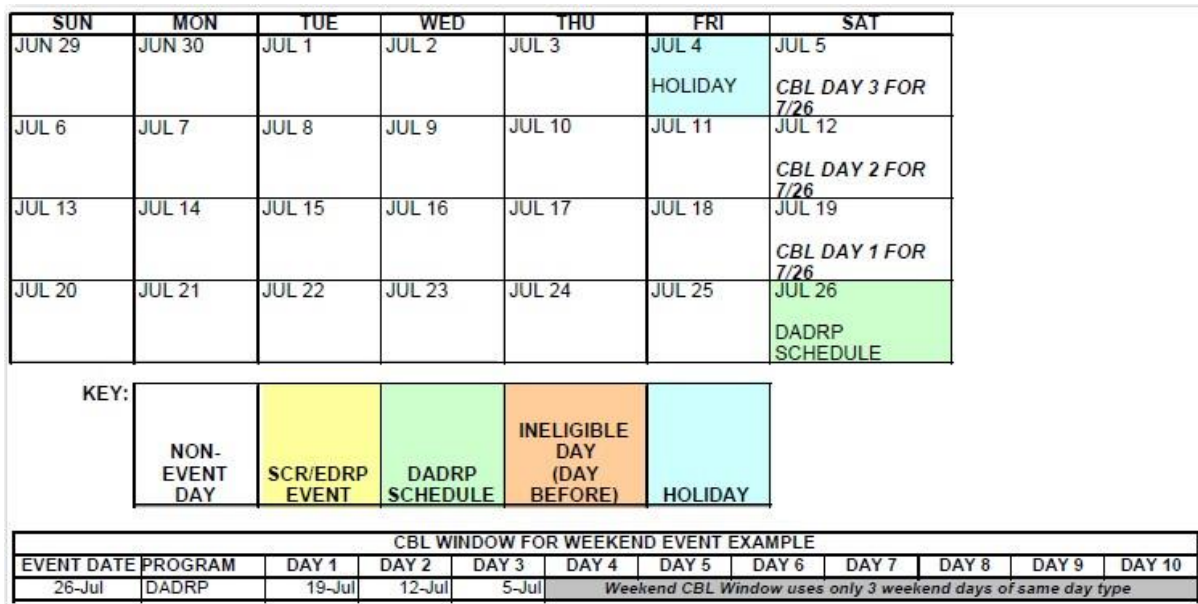 SUN MON TUE WED THU FRI SAT
JUN 29 JUN 30 JUL 1 JUL 2 JUL 3 JUL 4 JUL 5
HOLIDAY CBL DAY 3 FOR
7/26
JUL 6 JUL 7 JUL 8 JUL 9 JUL 10 JUL 11 JUL 12
CBL DAY 2 FOR
7/26
JUL 13 JUL 14 JUL 15 JUL 16 JUL 17 JUL 18 JUL 19
CBL DAY 1 FOR
7/26
JUL 20 JUL 21 JUL 22 JUL 23 JUL 24 JUL 25 JUL 26
DADRP
SCHEDULE
KEY:
NON-
EVENT
DAY
SCR/EDRP
EVENT
DADRP
SCHEDULE
INELIGIBLE
DAY
(DAY
BEFORE)
HOLIDAY
CBL WINDOW FOR WEEKEND EVENT EXAMPLE
EVENT DATE PROGRAM DAY 1 DAY 2 DAY 3 DAY 4 DAY 5 DAY 6 DAY 7 DAY 8 DAY 9 DAY 10
26-Jul DADRP 19-Jul 12-Jul 5-Jul Weekend CBL Window uses only 3 weekend days of same day type